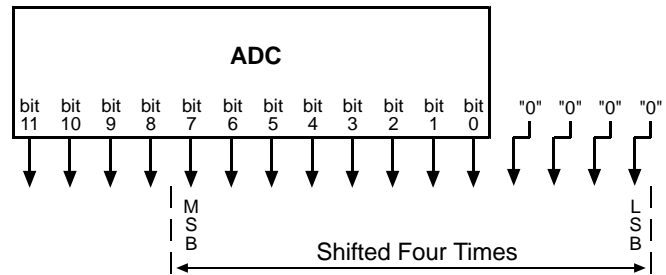 ADC
bit bit bit bit bit bit bit bit bit bit bit bit "0" "0" "0" "0"
11 10 9 8 7 6 5 4 3 2 1 0
MSB LSB
Shifted Four Times